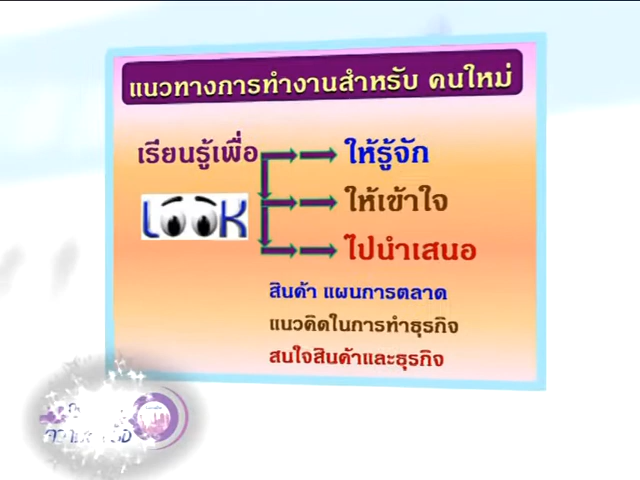 แนวทางการทำงานสำหรับ คนใหม่
เรียนรู้เพื่อ
ให้รู้จัก
LOOK
ให้เข้าใจ
ไปนำเสนอ
สินค้า แผนการตลาด
แนวคิดในการทำธุรกิจ
สนใจสินค้าและธุรกิจ